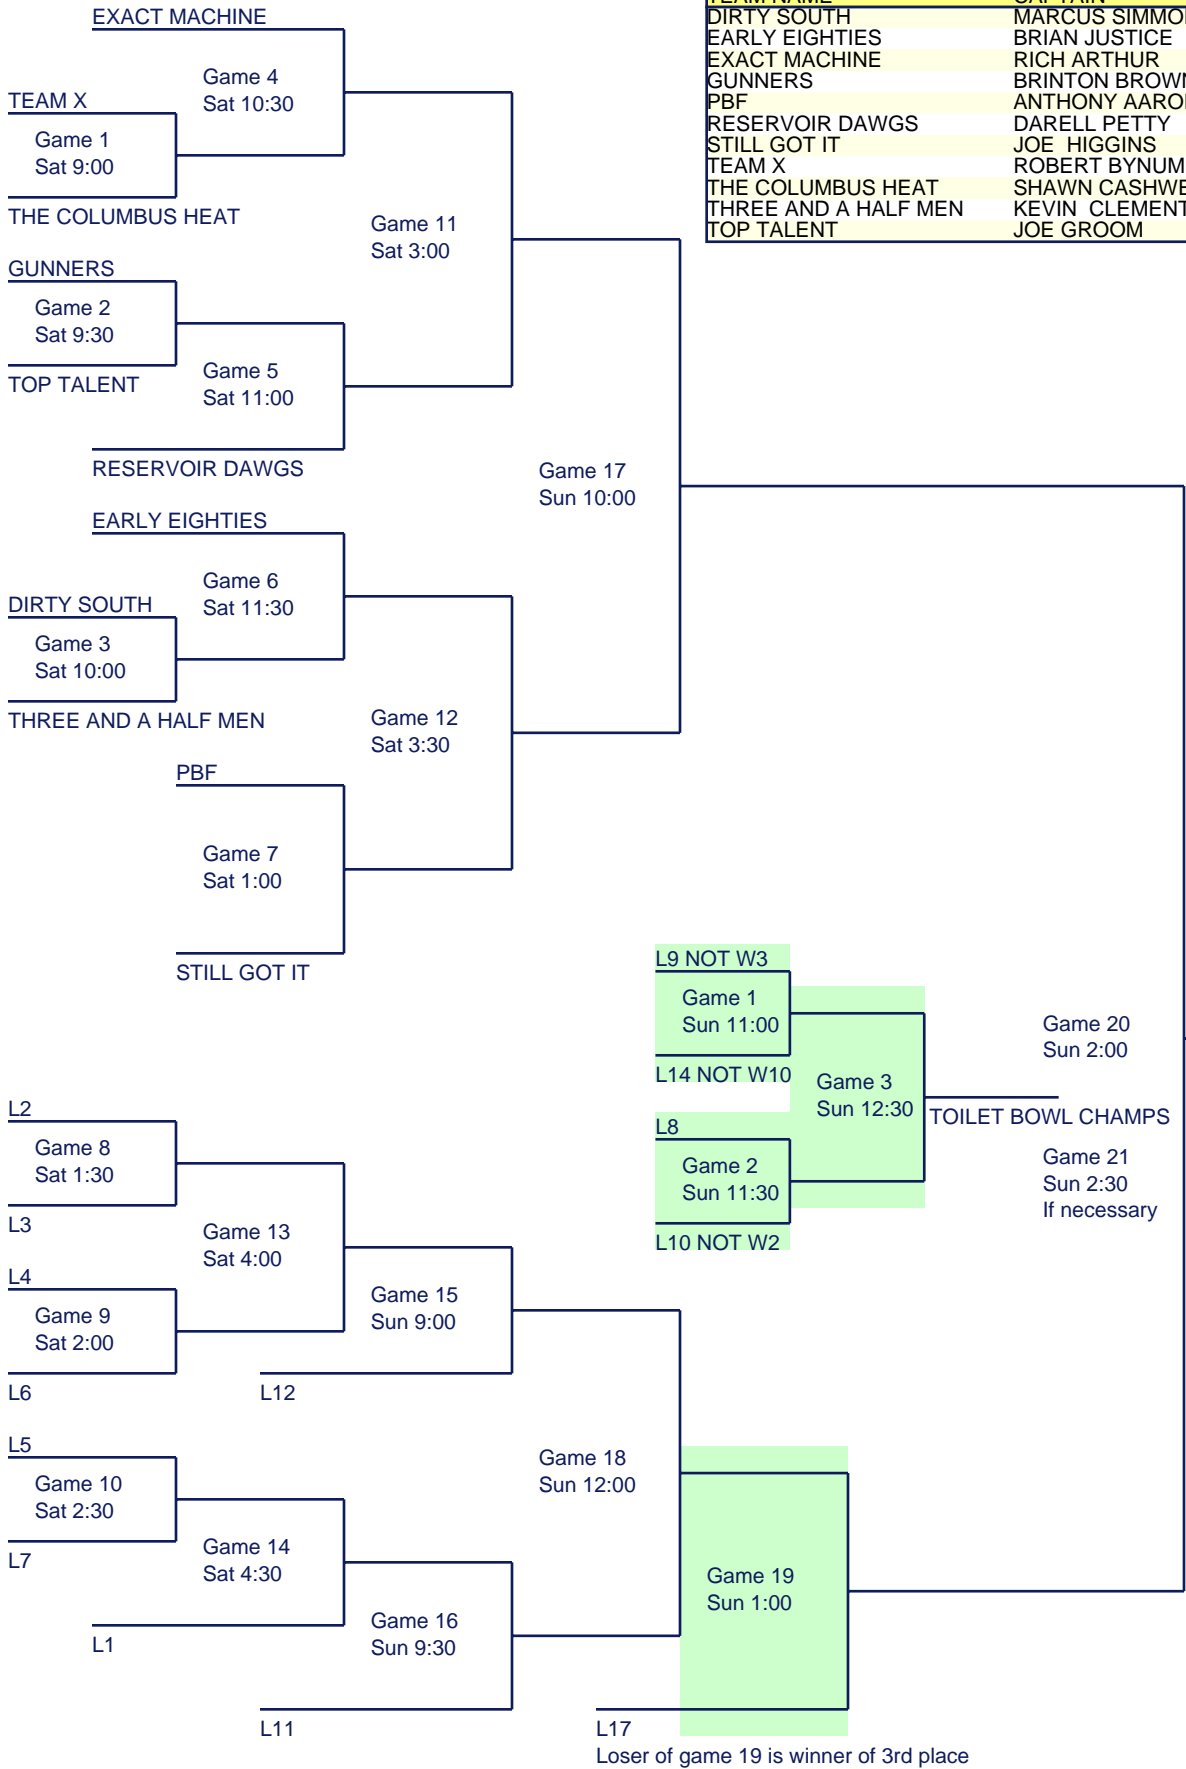 EXACT MACHINE
Game 4
Sat 10:30
TEAM X
Game 1
Sat 9:00
THE COLUMBUS HEAT
Game 11
Sat 3:00
GUNNERS
Game 2
Sat 9:30
TOP TALENT
Game 5
Sat 11:00
RESERVOIR DAWGS
Game 17
Sun 10:00
EARLY EIGHTIES
Game 6
Sat 11:30
DIRTY SOUTH
Game 3
Sat 10:00
THREE AND A HALF MEN
Game 12
Sat 3:30
PBF
Game 7
Sat 1:00
STILL GOT IT
DIRTY SOUTH MARCUS
EARLY EIGHTIES BRIAN JUSTICE
EXACT MACHINE RICH ARTHUR
GUNNERS BRINTON
PBF ANTHONY
RESERVOIR DAWGS DARELL PETTY
STILL GOT IT JOE HIGGINS
TEAM X ROBERT BYNUM
THE COLUMBUS HEAT SHAWN
THREE AND A HALF MEN KEVIN
TOP TALENT JOE GROOM
L9 NOT W3
Game 1
Sun 11:00
L14 NOT W10
Game 3
Sun 12:30
L8
Game 2
Sun 11:30
L10 NOT W2
TOILET BOWL CHAMPS
Game 20
Sun 2:00
Game 21
Sun 2:30
If necessary
L2
Game 8
Sat 1:30
L3
Game 13
Sat 4:00
L4
Game 9
Sat 2:00
L6
Game 15
Sun 9:00
L12
L5
Game 10
Sat 2:30
L7
Game 14
Sat 4:30
L1
Game 16
Sun 9:30
L11
Game 18
Sun 12:00
Game 19
Sun 1:00
L17
Loser of game 19 is winner of 3rd place